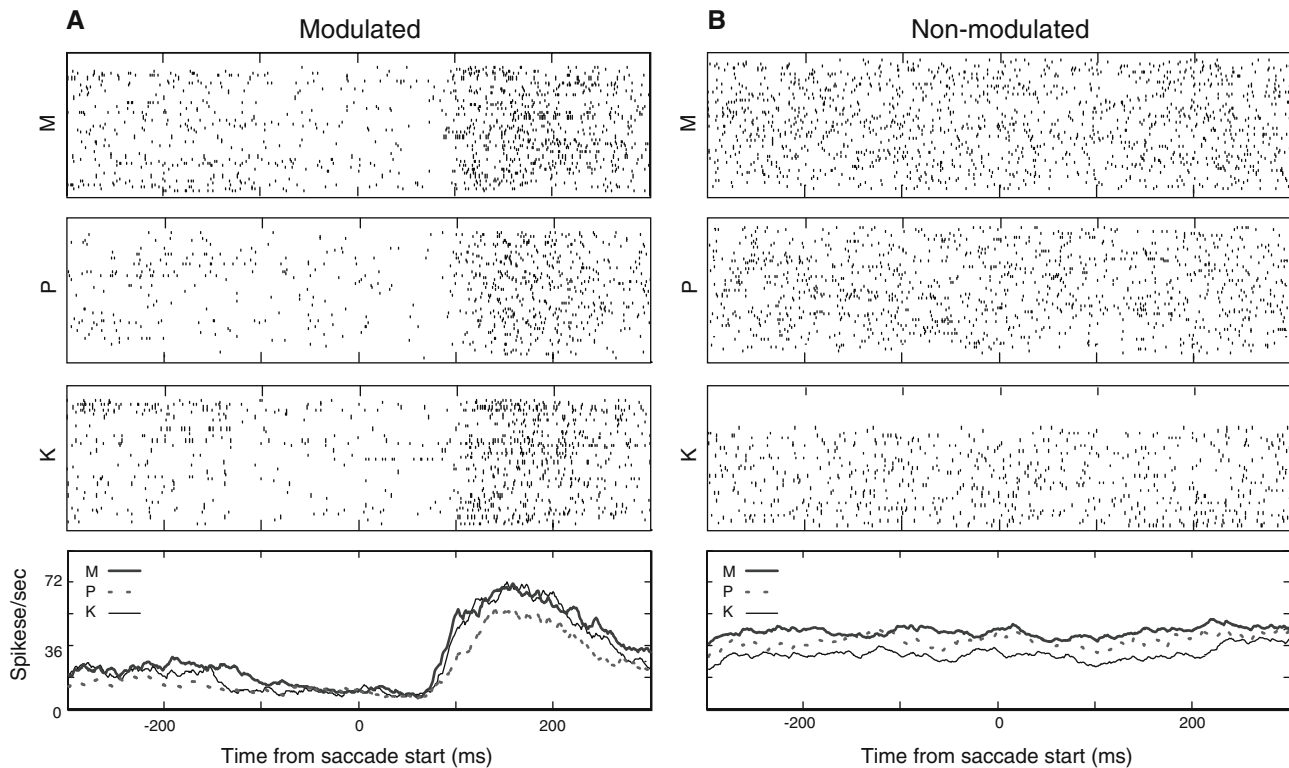 A
Modulated
B
Non-modulated
M
M
P
P
K
K
Spikese/sec
72
36
0
M
P
K
M
P
K
-200
0
200
-200
0
200
Time from saccade start (ms)
Time from saccade start (ms)